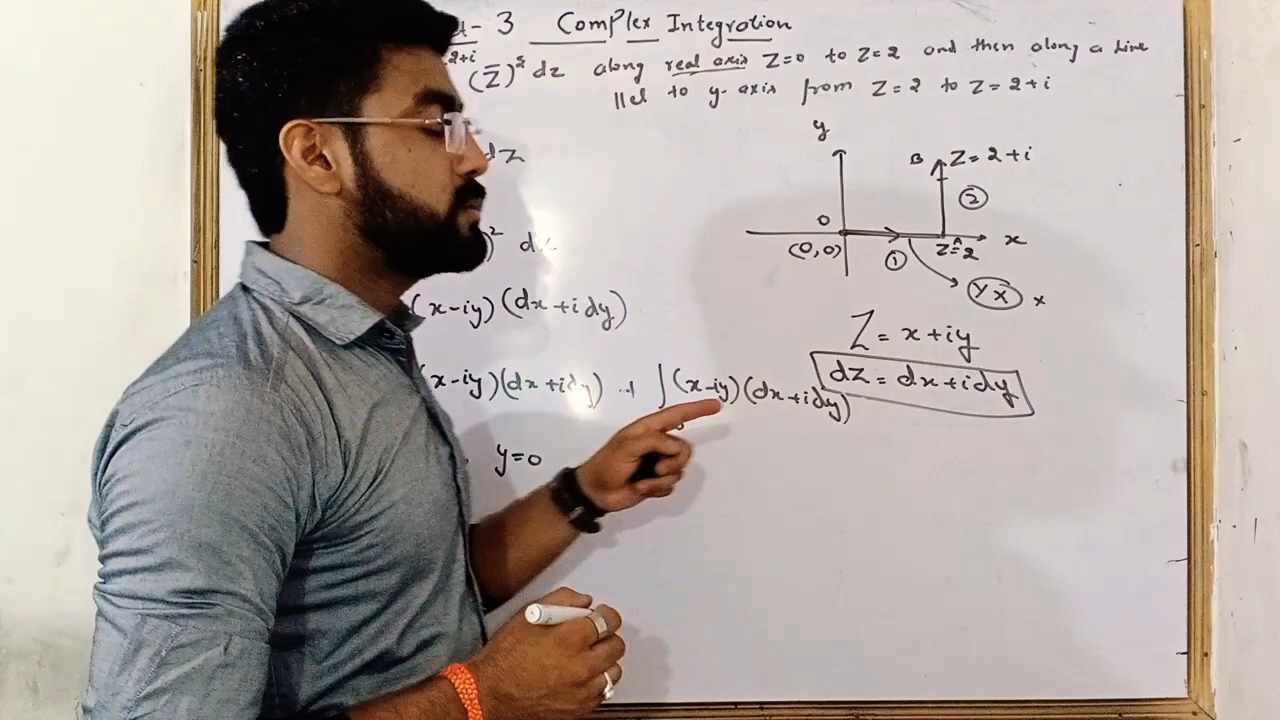 - 3 Complex Integration
2+i
(z̄)² dz along real axis Z=0 to Z=2 and then along a line
||el to y-axis from Z=2 to Z=2+i
dz
y
B Z=2+i
②
)² dz
0
(0,0)
①
A
Z=2
x
x
(x-iy)(dx+idy)
Z = x+iy
dz = dx+idy
(x-iy)(dx+idy) + ∫(x-iy)(dx+idy)
y=0